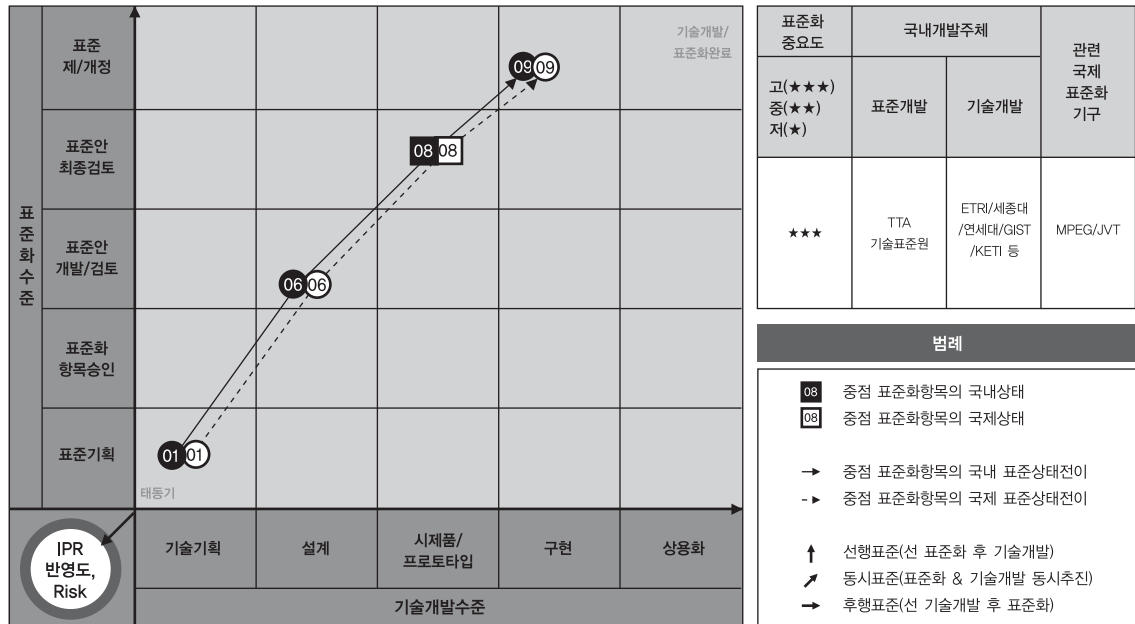 표준
제/개정
표준안
최종검토
표준안
개발/검토
표준화
항목승인
표준기획
표준화수준
기술개발/
표준화완료
09 09
08 08
06 06
01 01
태동기
IPR
반영도,
Risk
기술기획
설계
시제품/
프로토타입
구현
상용화
기술개발수준
표준화
중요도
국내개발주체
관련
국제
표준화
기구
고(★★★)
중(★★)
저(★)
표준개발
기술개발
★★★
TTA
기술표준원
ETRI/세종대
/연세대/GIST
/KETI 등
MPEG/JVT
범례
08 중점 표준화항목의 국내상태
08 중점 표준화항목의 국제상태
중점 표준화항목의 국내 표준상태전이
중점 표준화항목의 국제 표준상태전이
선행표준(선 표준화 후 기술개발)
동시표준(표준화 & 기술개발 동시추진)
후행표준(선 기술개발 후 표준화)